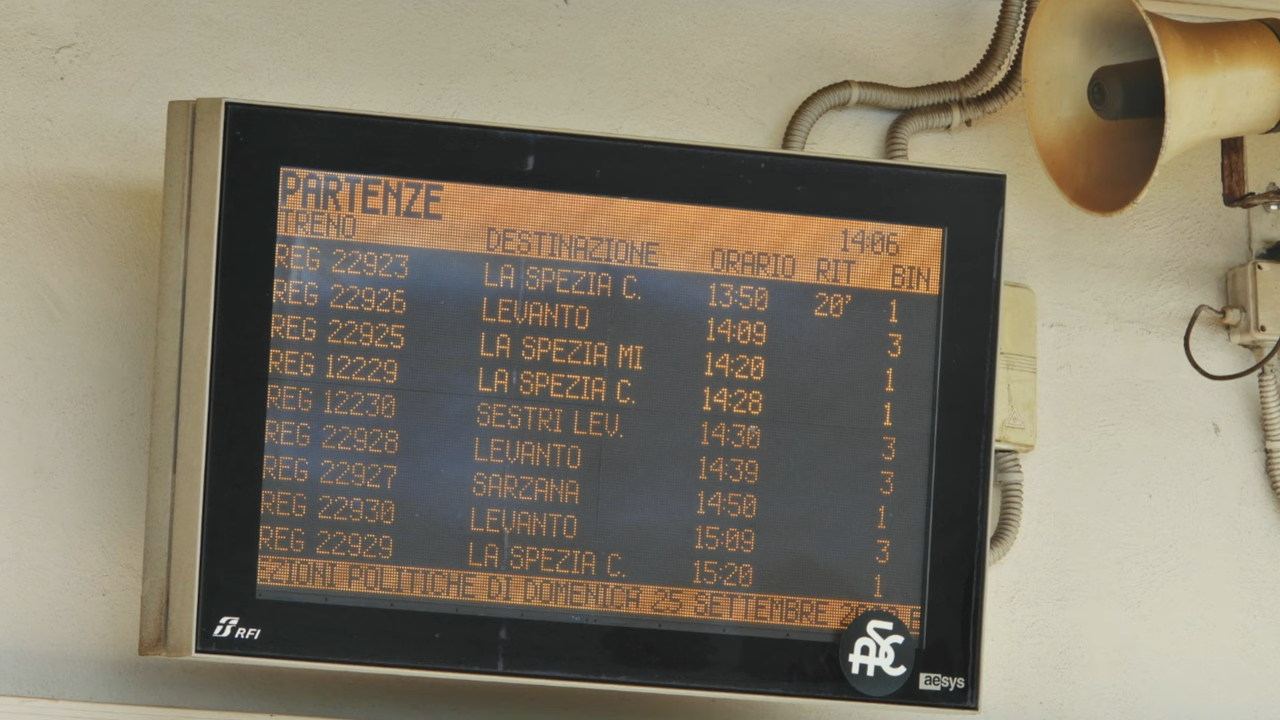 PARTENZE 14:06
TRENO DESTINAZIONE ORARIO RIT BIN
REG 22923 LA SPEZIA C. 13:50 20' 1
REG 22926 LEVANTO 14:09 3
REG 22925 LA SPEZIA MI 14:20 1
REG 12229 LA SPEZIA C. 14:28 1
REG 12230 SESTRI LEV. 14:30 3
REG 22928 LEVANTO 14:39 3
REG 22927 SARZANA 14:50 1
REG 22930 LEVANTO 15:09 3
REG 22929 LA SPEZIA C. 15:20 1
ZIONI POLITICHE DI DOMENICA 25 SETTEMBRE
RFI
aesys